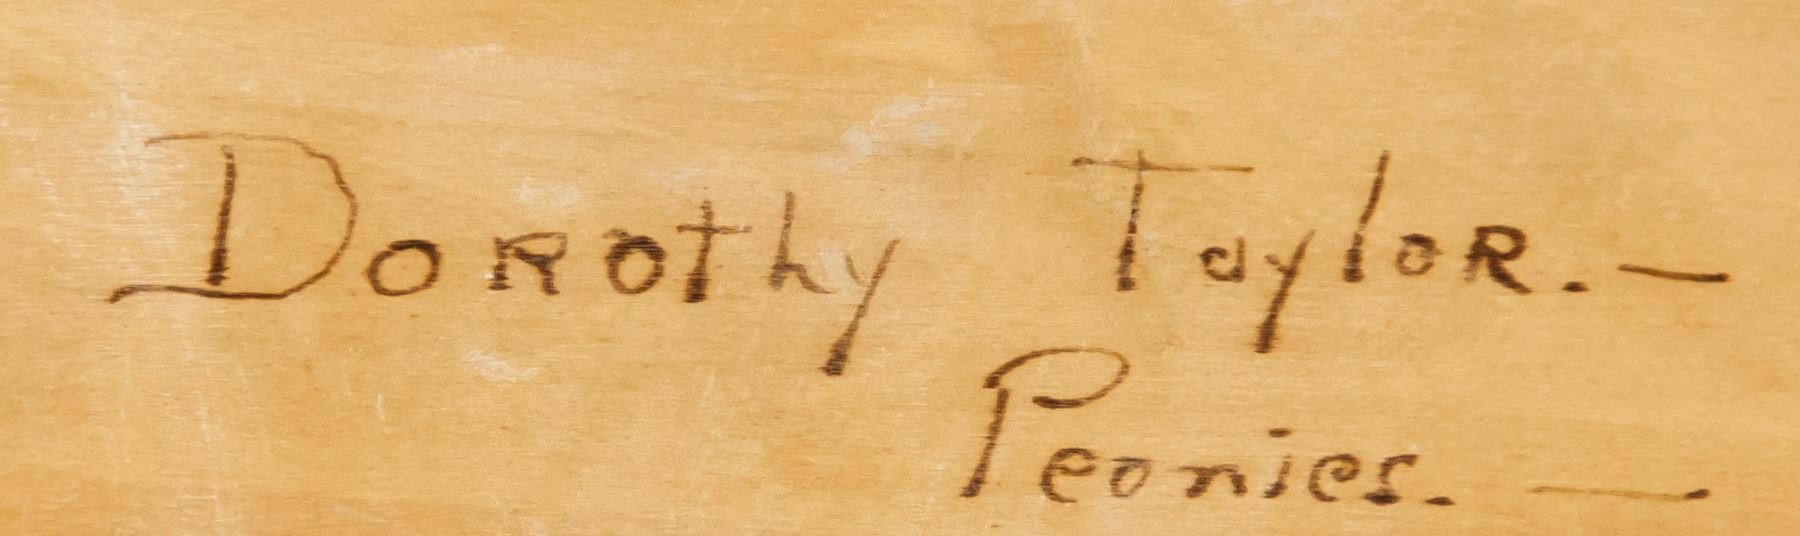 Dorothy Taylor. —
Peonies. —